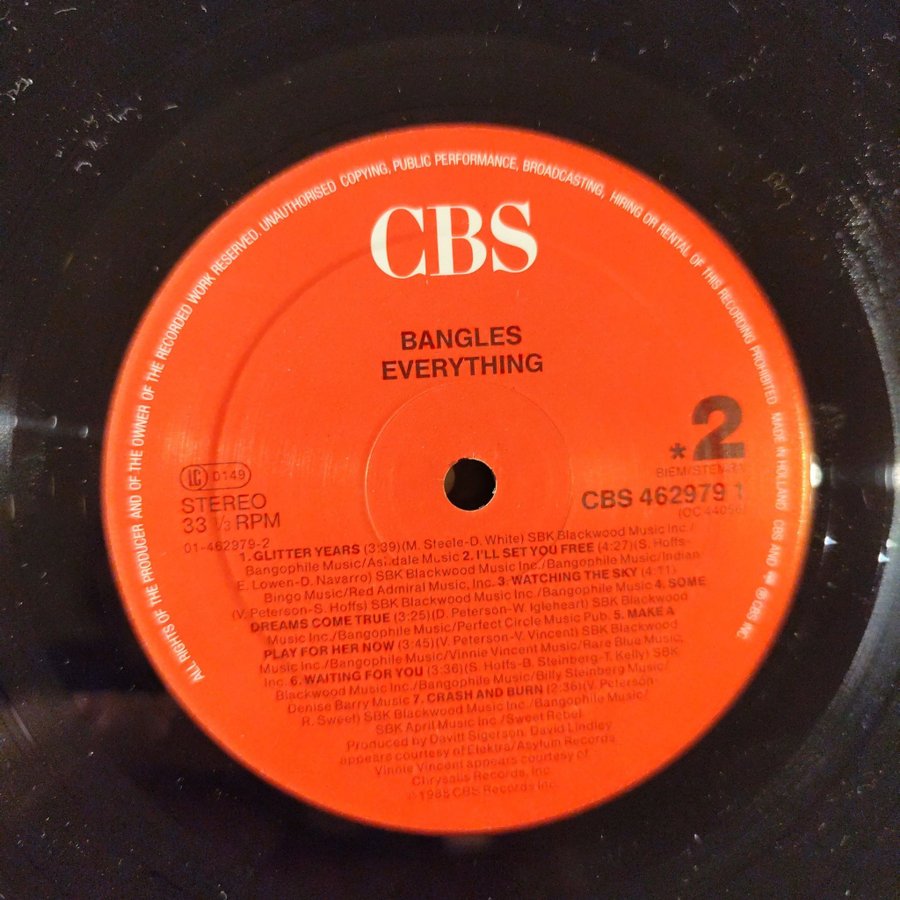 ALL RIGHTS OF THE PRODUCER AND OF THE OWNER OF THE RECORDED WORK RESERVED. UNAUTHORISED COPYING, PUBLIC PERFORMANCE, BROADCASTING, HIRING OR RENTAL OF THIS RECORDING PROHIBITED MADE IN HOLLAND CBS AND ℗ CBS INC.
CBS
BANGLES
EVERYTHING
*2
BIEM/STEMRA
LC 0149
STEREO
CBS 462979 1
33 1/3 RPM
(CC 44056)
01-462979-2
1. GLITTER YEARS (3:39)(M. Steele-D. White) SBK Blackwood Music Inc./
Bangophile Music/Asidale Music 2. I'LL SET YOU FREE (4:27)(S. Hoffs-
E. Lowen-D. Navarro) SBK Blackwood Music Inc./Bangophile Music/Indian
Bingo Music/Red Admiral Music, Inc. 3. WATCHING THE SKY (4:11)
(V. Peterson-S. Hoffs) SBK Blackwood Music Inc./Bangophile Music 4. SOME
DREAMS COME TRUE (3:25)(D. Peterson-W. Igleheart) SBK Blackwood
Music Inc./Bangophile Music/Perfect Circle Music Pub. 5. MAKE A
PLAY FOR HER NOW (3:45)(V. Peterson-V. Vincent) SBK Blackwood
Music Inc./Bangophile Music/Vinnie Vincent Music/Rare Blue Music,
Inc. 6. WAITING FOR YOU (3:36)(S. Hoffs-B. Steinberg-T. Kelly) SBK
Blackwood Music Inc./Bangophile Music/Billy Steinberg Music/
Denise Barry Music 7. CRASH AND BURN (2:36)(V. Peterson-
R. Sweet) SBK Blackwood Music Inc./Bangophile Music/
SBK April Music Inc./Sweet Rebel
Produced by Davitt Sigerson, David Lindley
appears courtesy of Elektra/Asylum Records
Vinnie Vincent appears courtesy of
Chrysalis Records, Inc.
℗1988 CBS Records Inc.